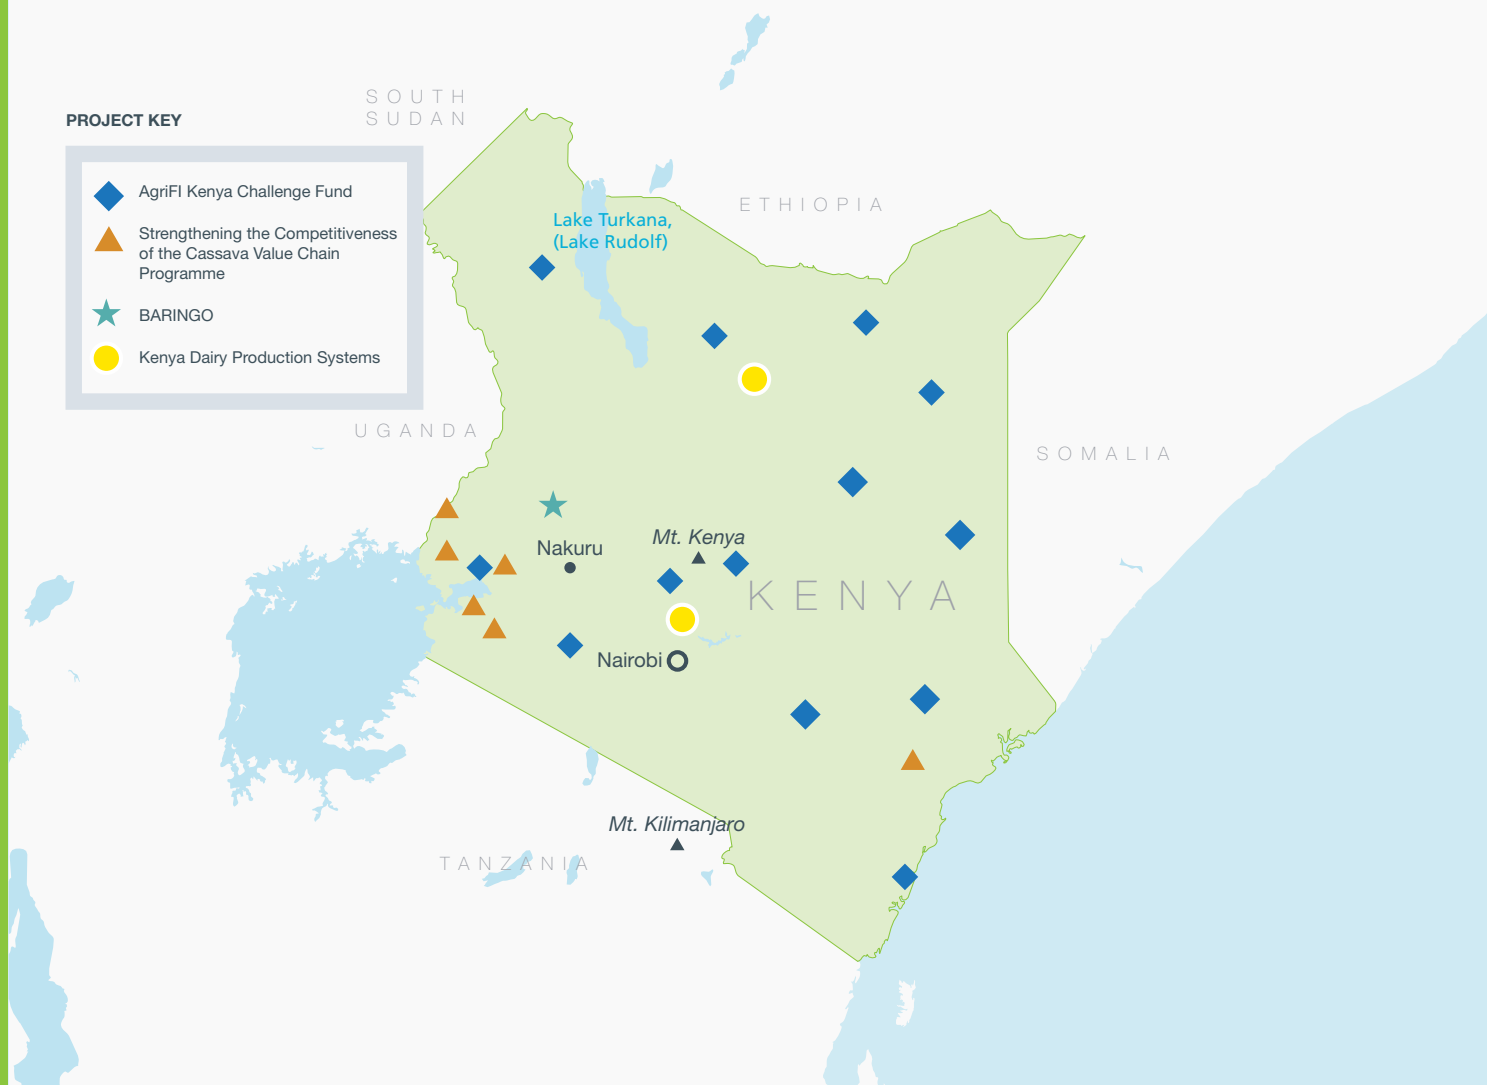 SOUTH
SUDAN
PROJECT KEY
AgriFI Kenya Challenge Fund
Strengthening the Competitiveness
of the Cassava Value Chain
Programme
BARINGO
Kenya Dairy Production Systems
ETHIOPIA
Lake Turkana,
(Lake Rudolf)
UGANDA
SOMALIA
Mt. Kenya
Nakuru
KENYA
Nairobi
Mt. Kilimanjaro
TANZANIA